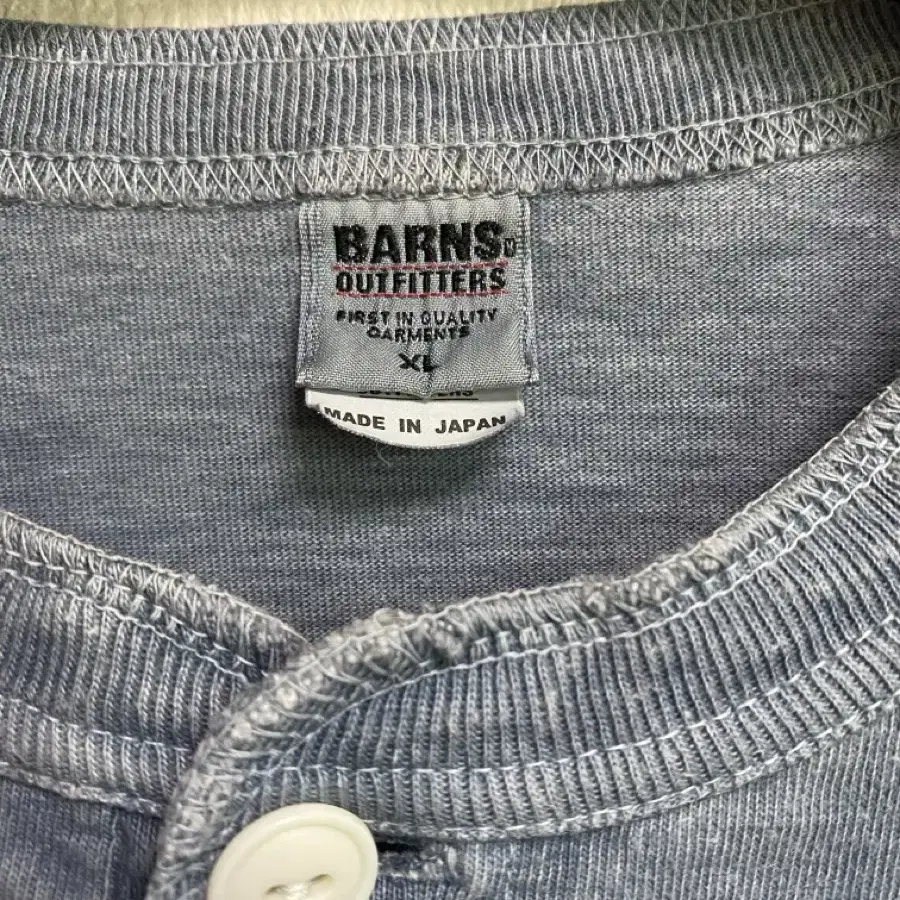 BARNS
OUTFITTERS
FIRST IN QUALITY
GARMENTS
XL
MADE IN JAPAN